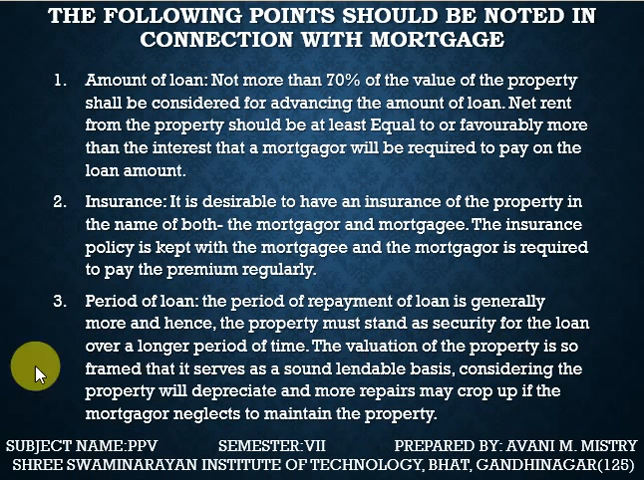 THE FOLLOWING POINTS SHOULD BE NOTED IN
CONNECTION WITH MORTGAGE
1. Amount of loan: Not more than 70% of the value of the property
shall be considered for advancing the amount of loan. Net rent
from the property should be at least Equal to or favourably more
than the interest that a mortgagor will be required to pay on the
loan amount.
2. Insurance: It is desirable to have an insurance of the property in
the name of both- the mortgagor and mortgagee. The insurance
policy is kept with the mortgagee and the mortgagor is required
to pay the premium regularly.
3. Period of loan: the period of repayment of loan is generally
more and hence, the property must stand as security for the loan
over a longer period of time. The valuation of the property is so
framed that it serves as a sound lendable basis, considering the
property will depreciate and more repairs may crop up if the
mortgagor neglects to maintain the property.
SUBJECT NAME:PPV SEMESTER:VII PREPARED BY: AVANI M. MISTRY
SHREE SWAMINARAYAN INSTITUTE OF TECHNOLOGY, BHAT, GANDHINAGAR(125)